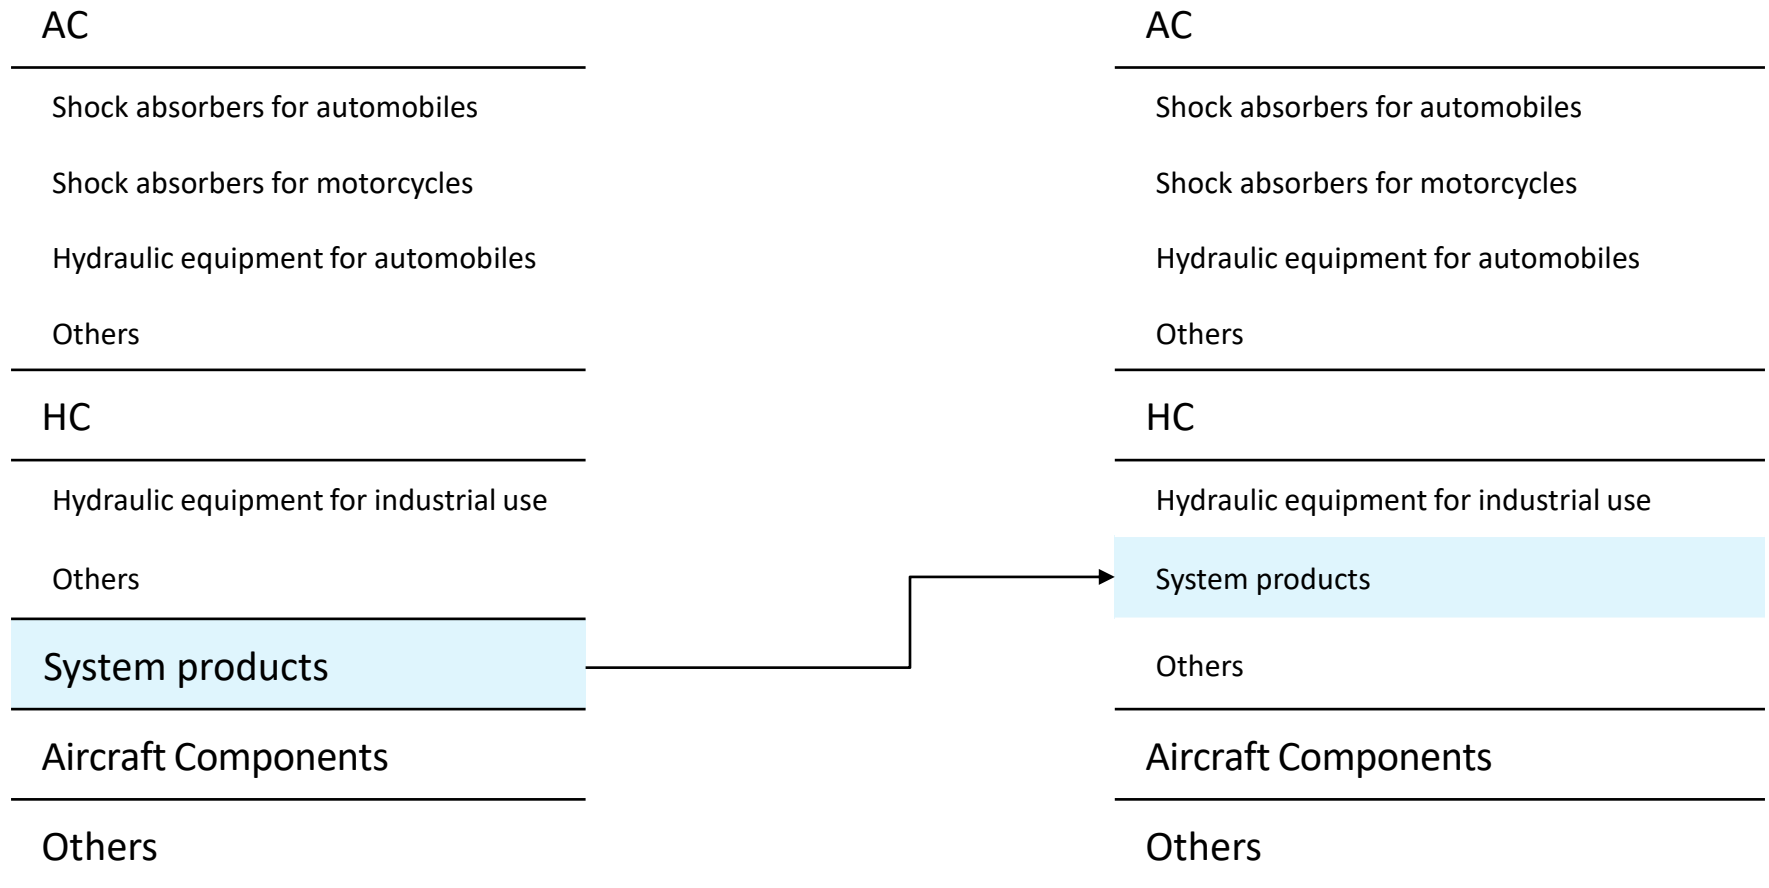 AC
Shock absorbers for automobiles
Shock absorbers for motorcycles
Hydraulic equipment for automobiles
Others
HC
Hydraulic equipment for industrial use
Others
System products
Aircraft Components
Others
AC
Shock absorbers for automobiles
Shock absorbers for motorcycles
Hydraulic equipment for automobiles
Others
HC
Hydraulic equipment for industrial use
System products
Others
Aircraft Components
Others